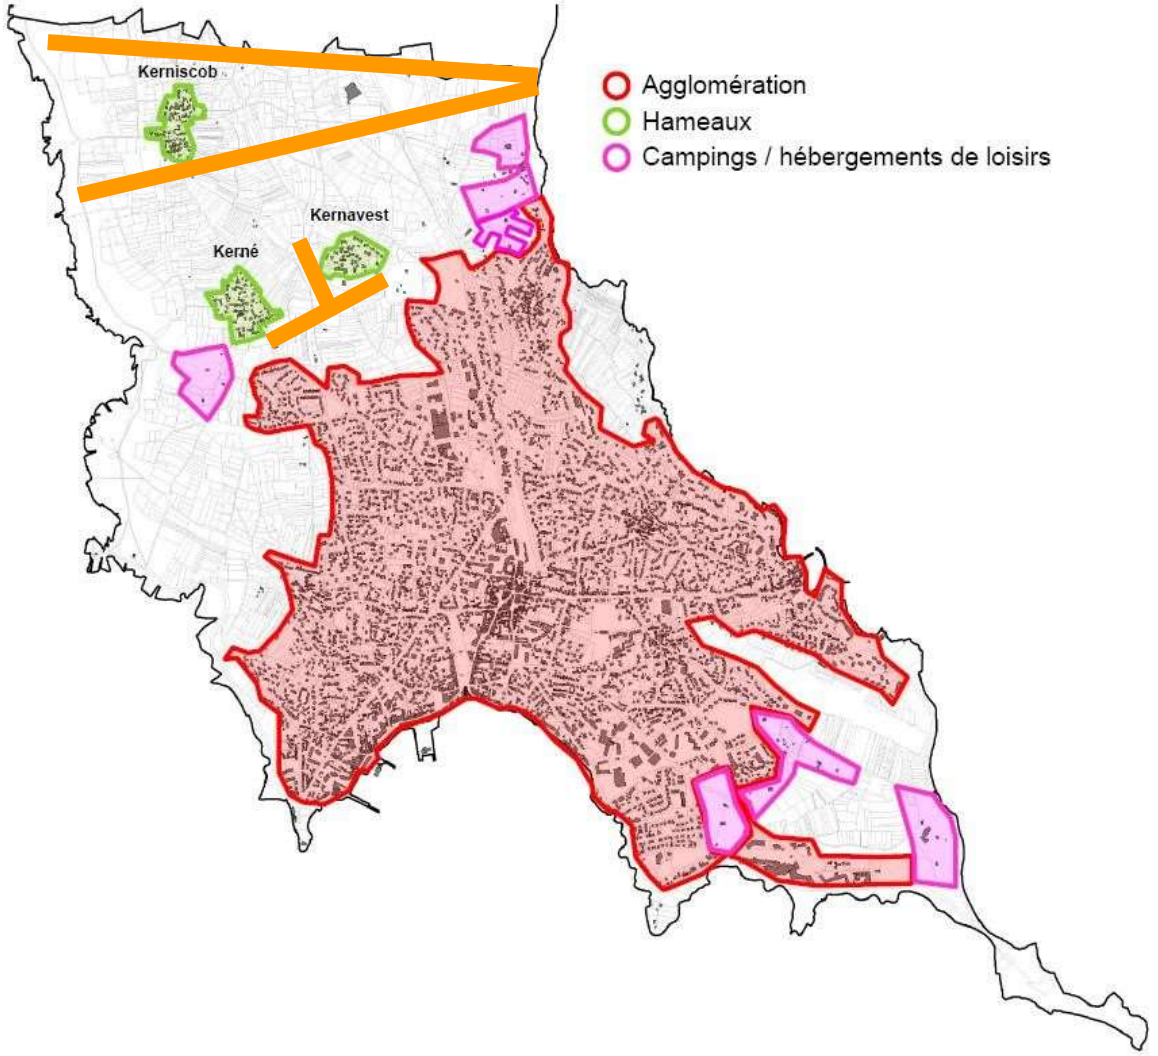 Kerniscob
Agglomération
Hameaux
Campings / hébergements de loisirs
Kernavest
Kerné